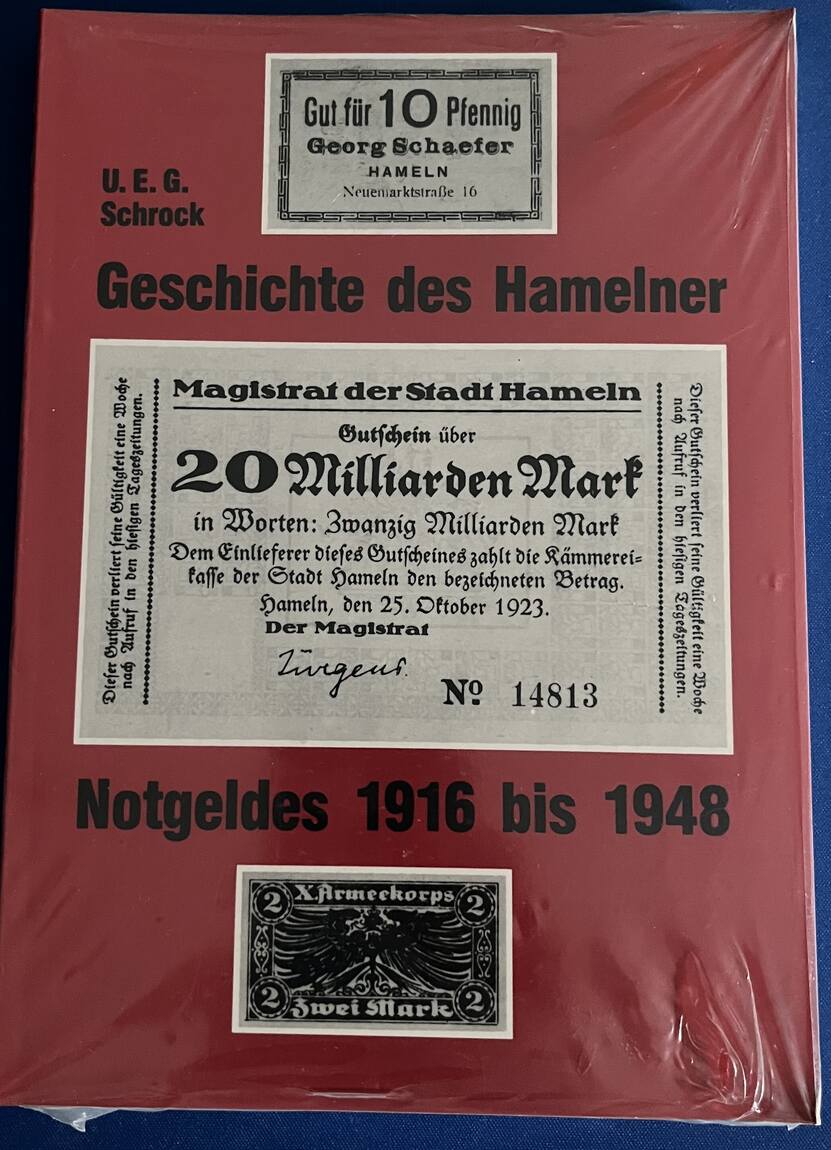 Gut für 10 Pfennig
Georg Schaefer
HAMELN
Neuemarktstraße 16
U. E. G.
Schrock
Geschichte des Hamelner
Dieser Gutschein verliert seine Gültigkeit eine Woche
nach Aufruf in den hiesigen Tageszeitungen.
Magistrat der Stadt Hameln
Gutschein über
20 Milliarden Mark
in Worten: Zwanzig Milliarden Mark
Dem Einlieferer dieses Gutscheines zahlt die Kämmerei-
kasse der Stadt Hameln den bezeichneten Betrag.
Hameln, den 25. Oktober 1923.
Der Magistrat
Jürgens.
Nº 14813
Dieser Gutschein verliert seine Gültigkeit eine Woche
nach Aufruf in den hiesigen Tageszeitungen.
Notgeldes 1916 bis 1948
2 X. Armeekorps 2
2 Zwei Mark 2